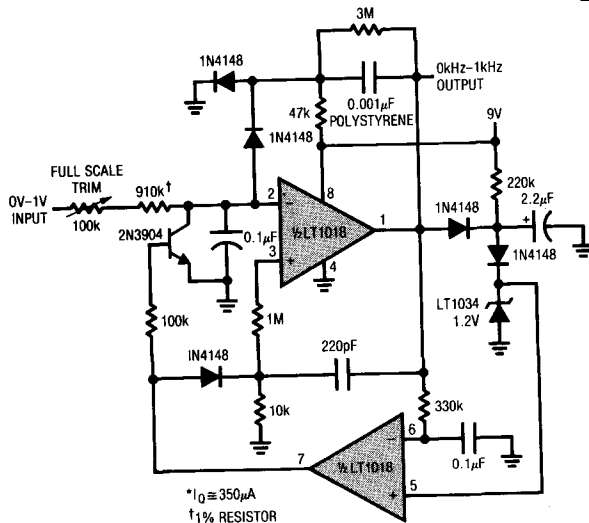 3M
1N4148
0kHz–1kHz
OUTPUT
47k
0.001µF
POLYSTYRENE
9V
1N4148
FULL SCALE
TRIM
0V–1V
INPUT
100k
910k†
2
–
8
220k
2.2µF
+
1N4148
1
½LT1018
2N3904
0.1µF
3
+
4
1N4148
LT1034
1.2V
100k
1M
220pF
1N4148
10k
330k
6
–
0.1µF
7
½LT1018
5
+
*IQ≅350µA
†1% RESISTOR